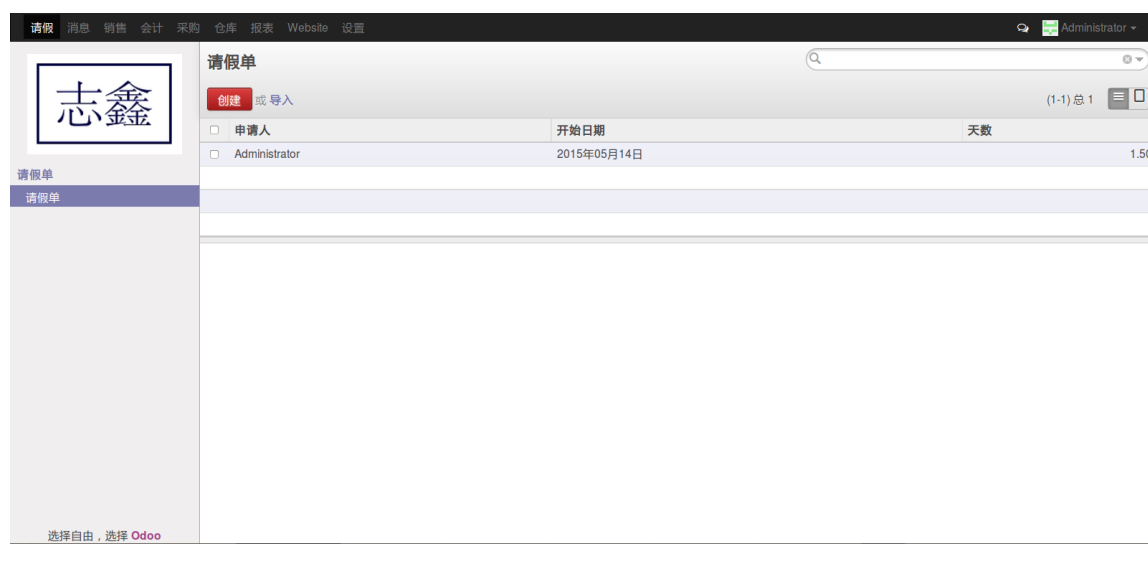 请假 消息 销售 会计 采购 仓库 报表 Website 设置 Administrator
志鑫
请假单
创建 或 导入 (1-1) 总 1
申请人 开始日期 天数
Administrator 2015年05月14日 1.50
请假单
请假单
选择自由，选择 Odoo